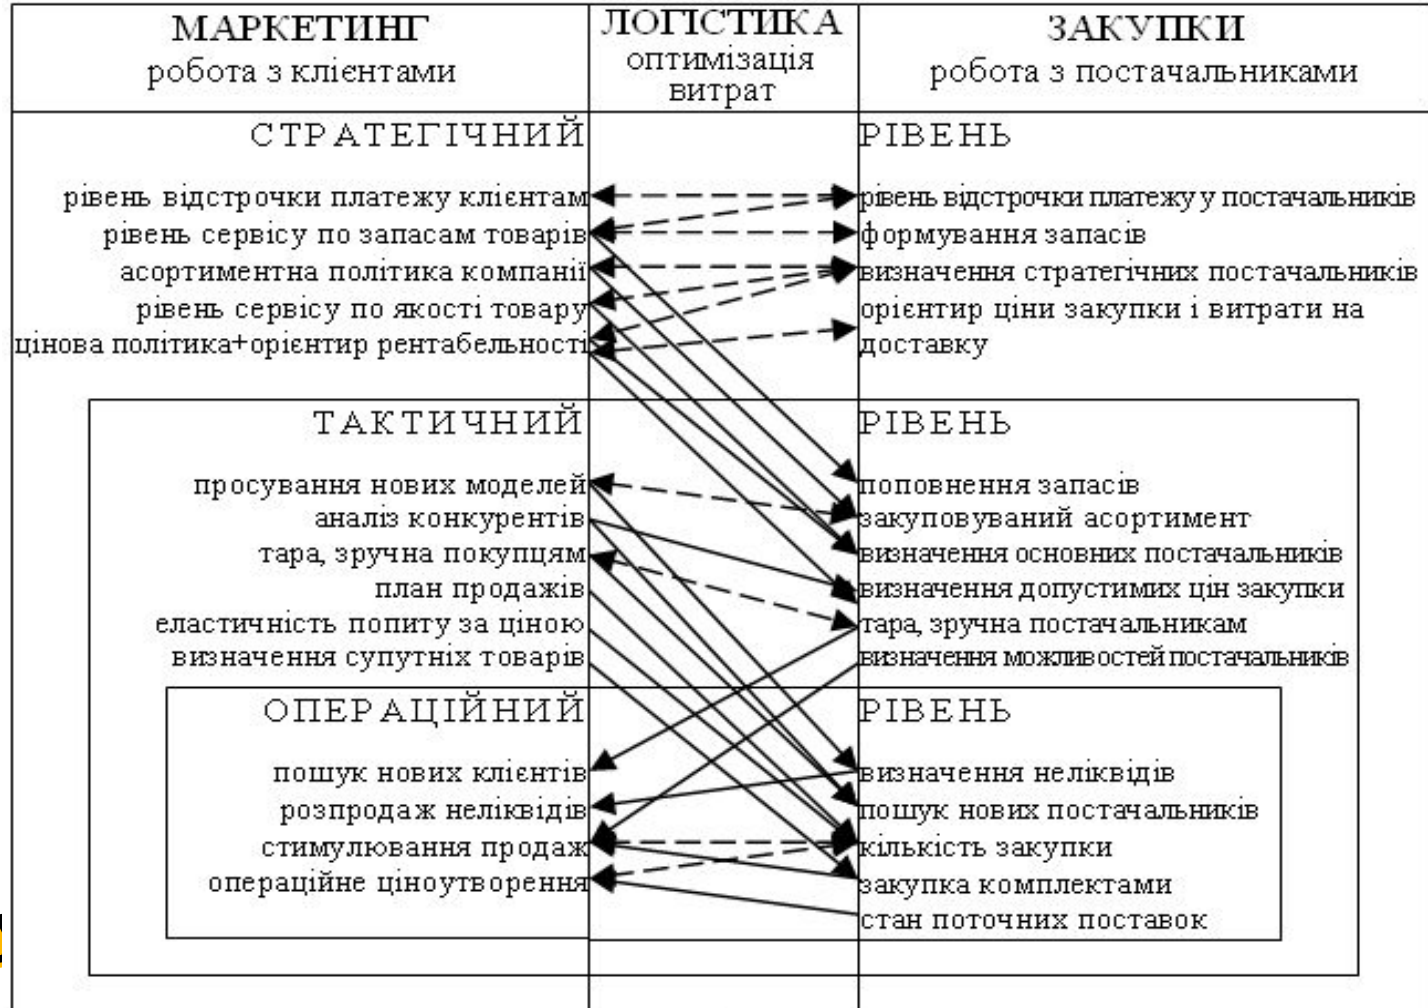 МАРКЕТИНГ
робота з клієнтами
ЛОГІСТИКА
оптимізація
витрат
ЗАКУПКИ
робота з постачальниками
СТРАТЕГІЧНИЙ РІВЕНЬ
рівень відстрочки платежу клієнтам
рівень сервісу по запасам товарів
асортиментна політика компанії
рівень сервісу по якості товару
цінова політика+орієнтир рентабельності
рівень відстрочки платежу у постачальників
формування запасів
визначення стратегічних постачальників
орієнтир ціни закупки і витрати на
доставку
ТАКТИЧНИЙ РІВЕНЬ
просування нових моделей
аналіз конкурентів
тара, зручна покупцям
план продажів
еластичність попиту за ціною
визначення супутніх товарів
поповнення запасів
закуповуваний асортимент
визначення основних постачальників
визначення допустимих цін закупки
тара, зручна постачальникам
визначення можливостей постачальників
ОПЕРАЦІЙНИЙ РІВЕНЬ
пошук нових клієнтів
розпродаж неліквідів
стимулювання продаж
операційне ціноутворення
визначення неліквідів
пошук нових постачальників
кількість закупки
закупка комплектами
стан поточних поставок